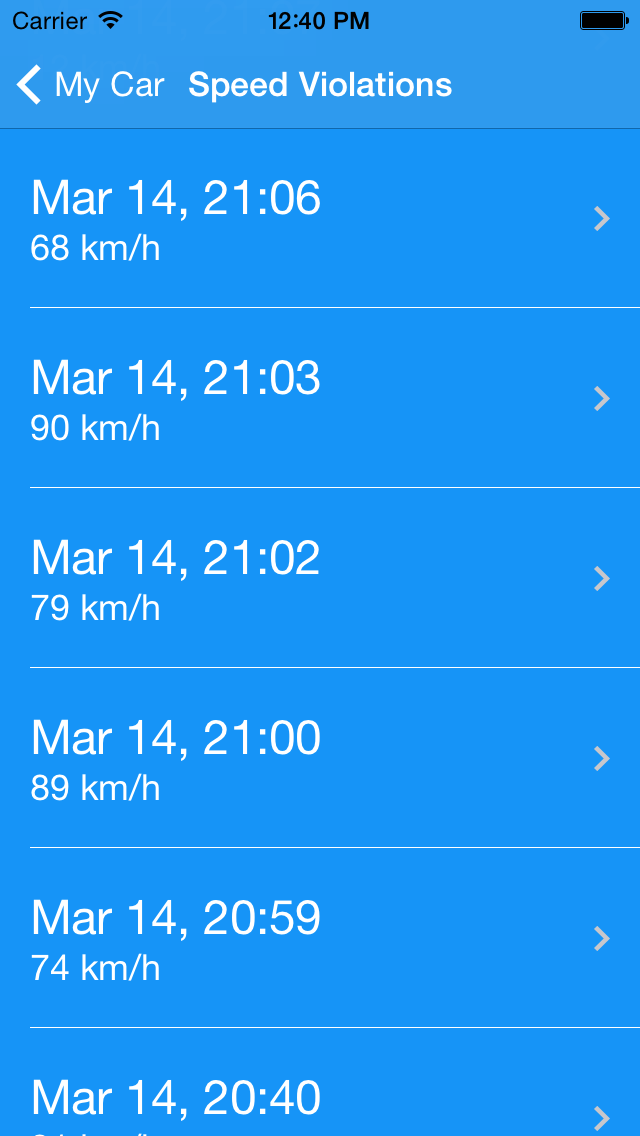 Carrier 12:40 PM
My Car Speed Violations
Mar 14, 21:06
68 km/h
Mar 14, 21:03
90 km/h
Mar 14, 21:02
79 km/h
Mar 14, 21:00
89 km/h
Mar 14, 20:59
74 km/h
Mar 14, 20:40